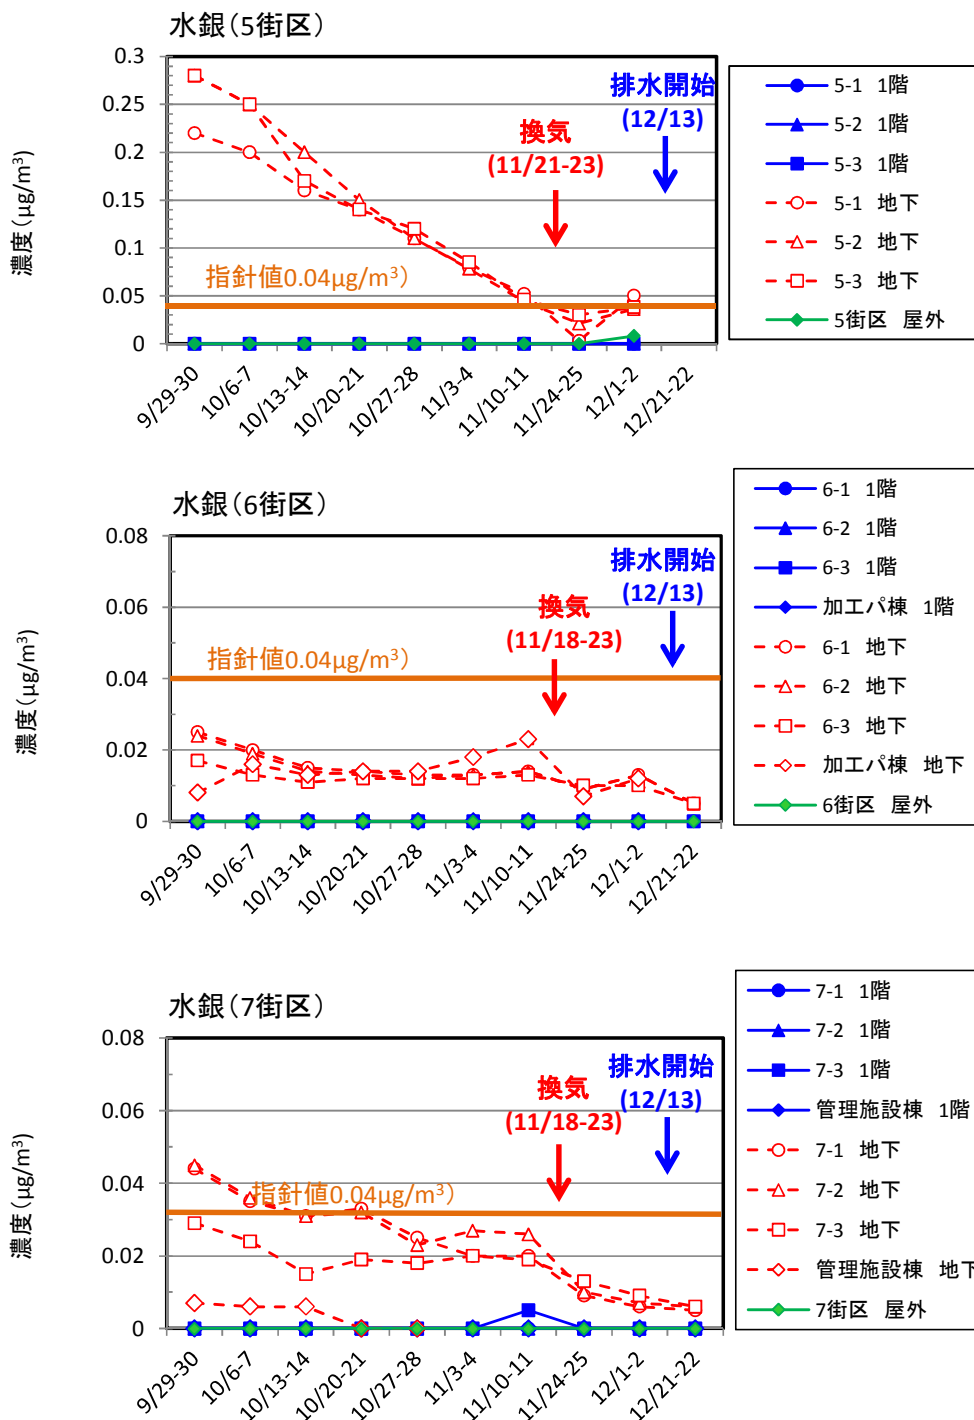 水銀（5街区）
濃度（μg/m³）
0.3
0.25
0.2
0.15
0.1
0.05
0
排水開始
(12/13)
換気
(11/21-23)
指針値0.04μg/m³）
9/29-30
10/6-7
10/13-14
10/20-21
10/27-28
11/3-4
11/10-11
11/24-25
12/1-2
12/21-22
5-1 1階
5-2 1階
5-3 1階
5-1 地下
5-2 地下
5-3 地下
5街区 屋外
水銀（6街区）
濃度（μg/m³）
0.08
0.06
0.04
0.02
0
排水開始
(12/13)
換気
(11/18-23)
指針値0.04μg/m³）
9/29-30
10/6-7
10/13-14
10/20-21
10/27-28
11/3-4
11/10-11
11/24-25
12/1-2
12/21-22
6-1 1階
6-2 1階
6-3 1階
加工パ棟 1階
6-1 地下
6-2 地下
6-3 地下
加工パ棟 地下
6街区 屋外
水銀（7街区）
濃度（μg/m³）
0.08
0.06
0.04
0.02
0
排水開始
(12/13)
換気
(11/18-23)
指針値0.04μg/m³）
9/29-30
10/6-7
10/13-14
10/20-21
10/27-28
11/3-4
11/10-11
11/24-25
12/1-2
12/21-22
7-1 1階
7-2 1階
7-3 1階
管理施設棟 1階
7-1 地下
7-2 地下
7-3 地下
管理施設棟 地下
7街区 屋外